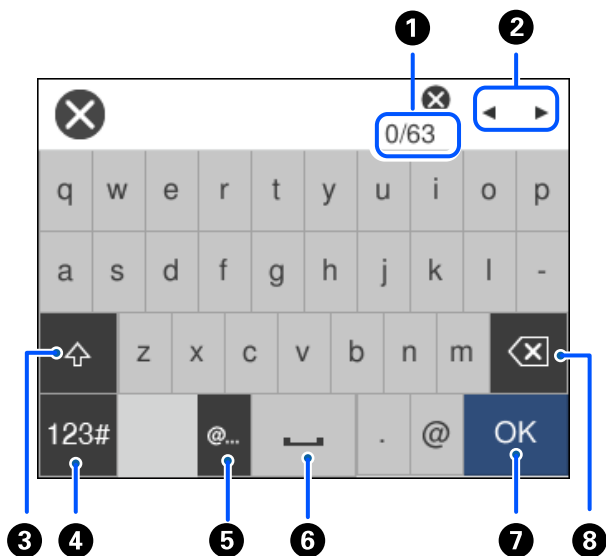 1 2
0/63
q w e r t y u i o p
a s d f g h j k l -
z x c v b n m
123# @... . @ OK
3 4 5 6 7 8